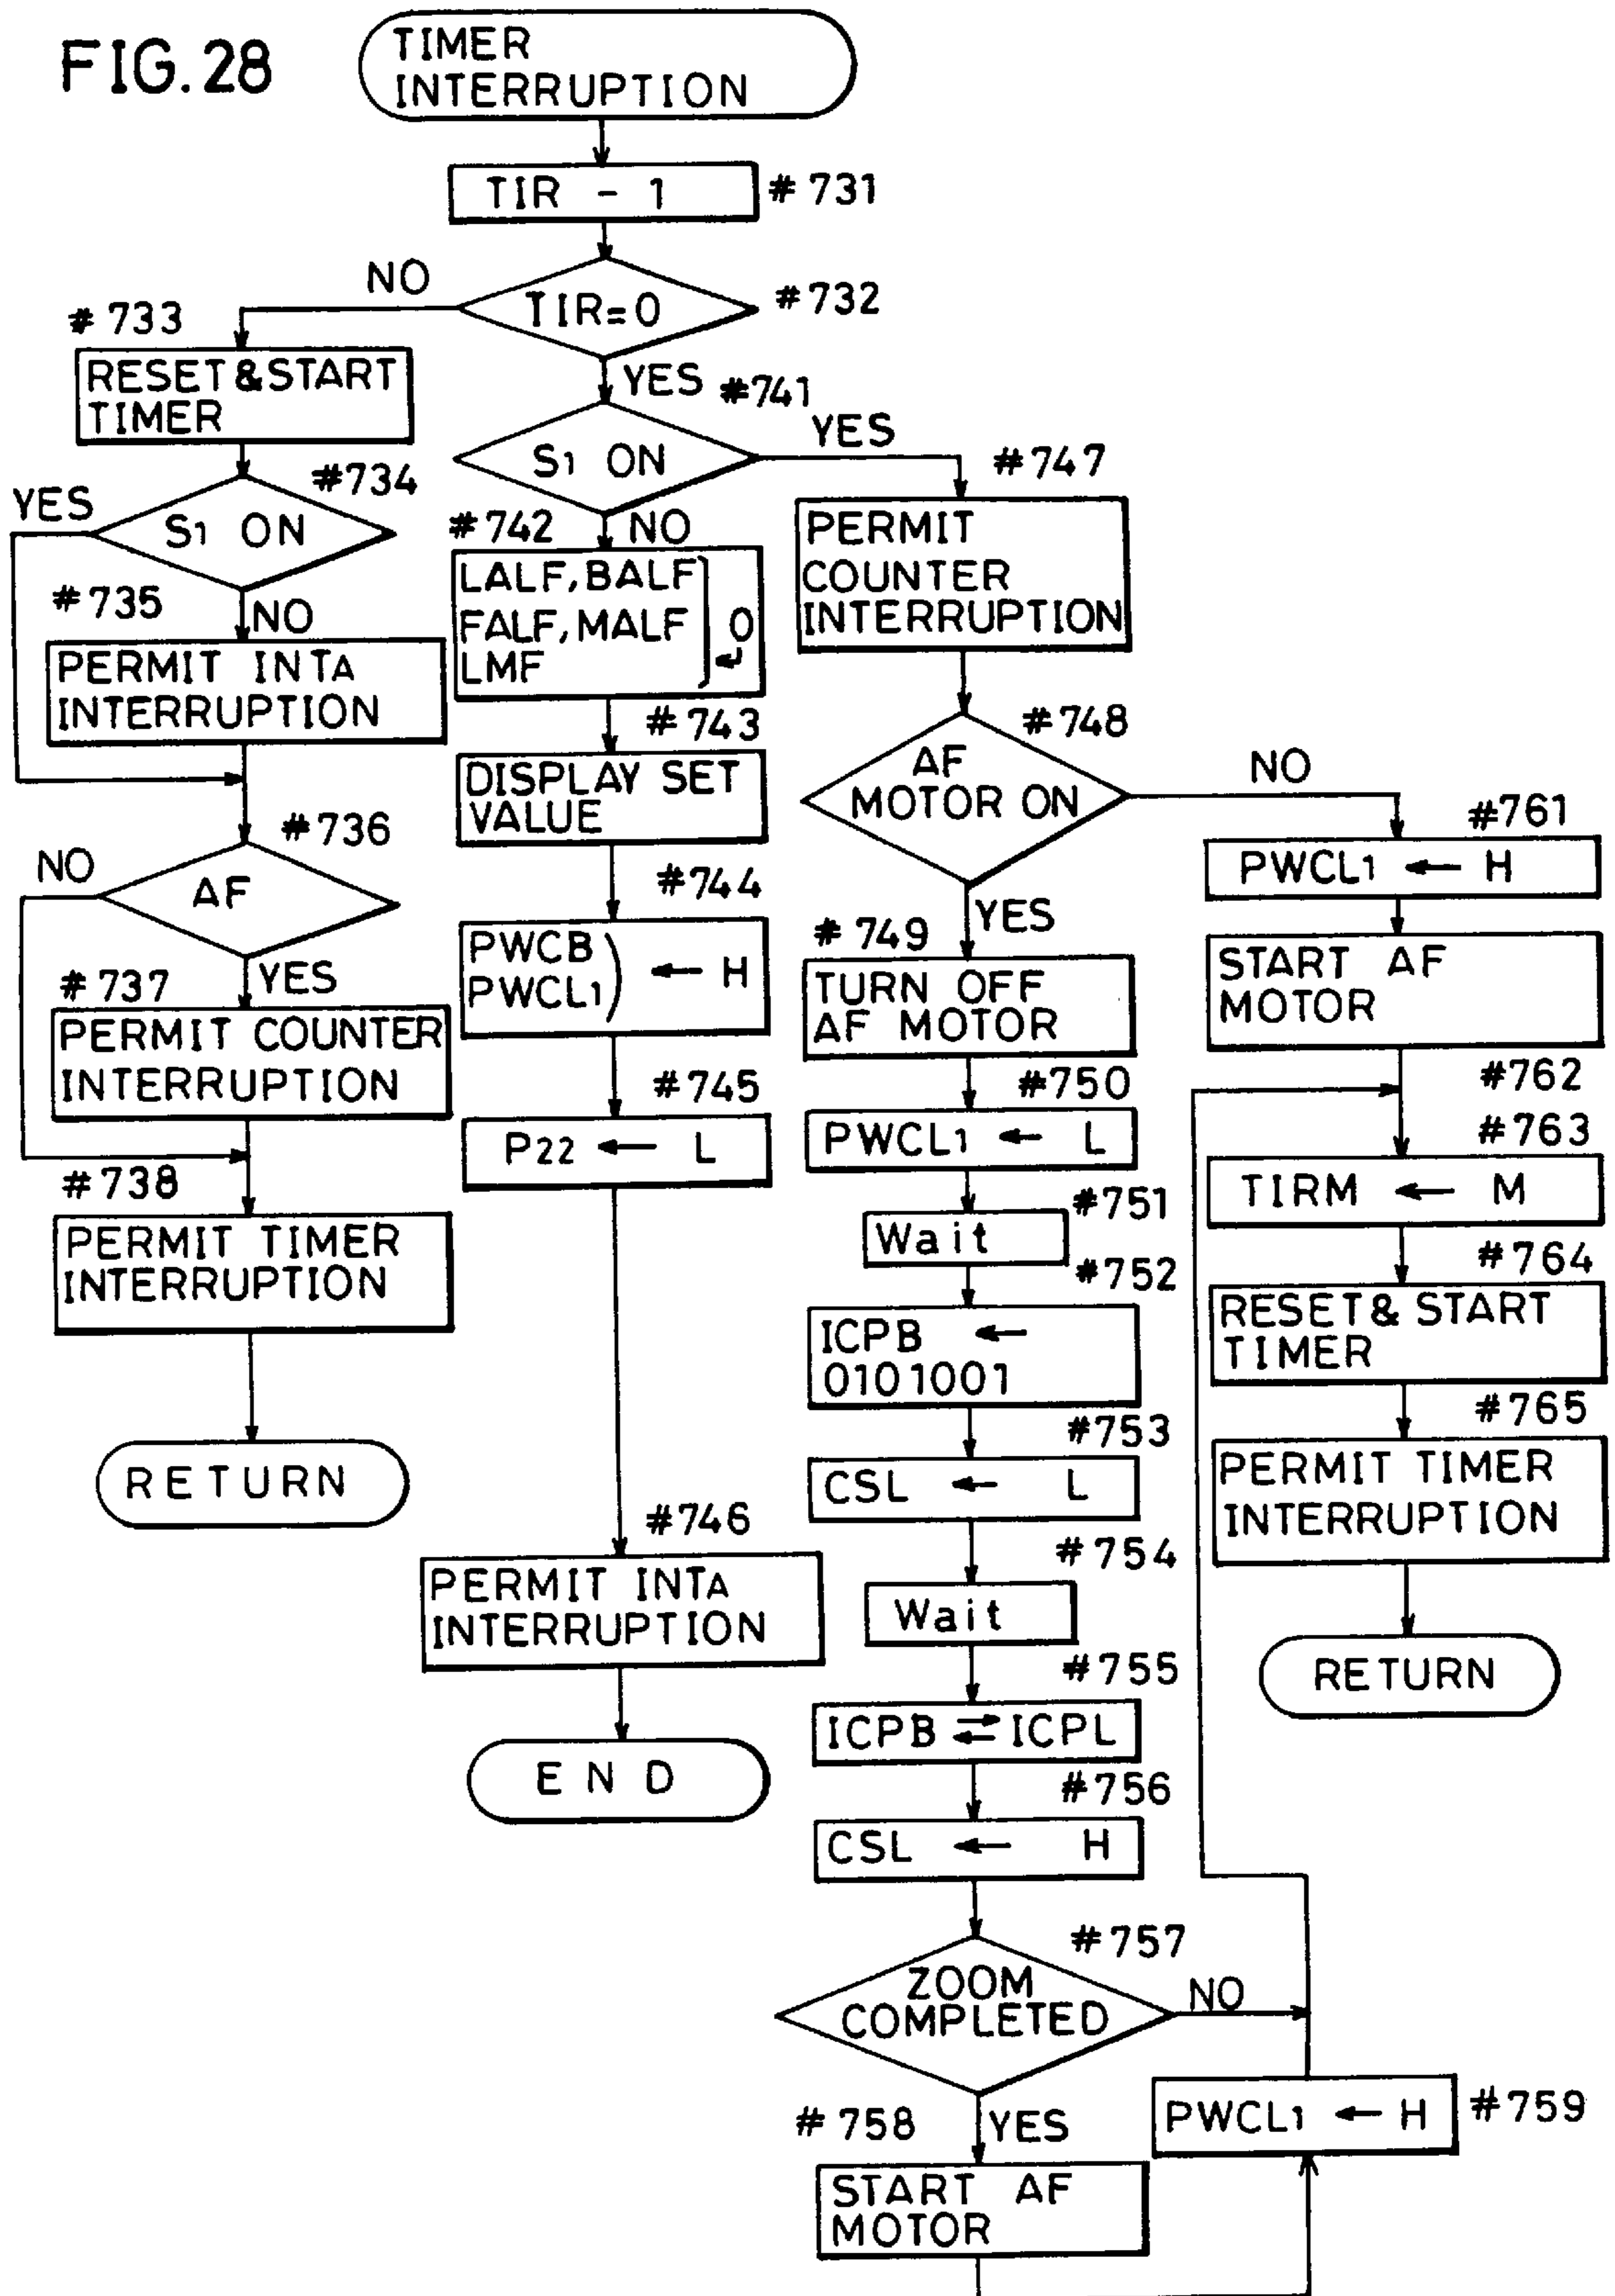 FIG. 28
TIMER
INTERRUPTION
TIR - 1
#731
NO
TIR=0
#732
#733
RESET & START
TIMER
YES
#741
S1 ON
YES
#734
YES
S1 ON
#735
NO
PERMIT INTA
INTERRUPTION
#736
NO
AF
#737
YES
PERMIT COUNTER
INTERRUPTION
#738
PERMIT TIMER
INTERRUPTION
RETURN
#742
NO
LALF, BALF
FALF, MALF
LMF
} ↵ 0
#743
DISPLAY SET
VALUE
#744
PWCB
PWCL1
) ← H
#745
P22 ← L
#746
PERMIT INTA
INTERRUPTION
END
#747
PERMIT
COUNTER
INTERRUPTION
#748
AF
MOTOR ON
NO
YES
#749
TURN OFF
AF MOTOR
#750
PWCL1 ← L
#751
Wait
#752
ICPB ←
0101001
#753
CSL ← L
#754
Wait
#755
ICPB ⇄ ICPL
#756
CSL ← H
#757
ZOOM
COMPLETED
NO
#758
YES
START AF
MOTOR
PWCL1 ← H
#759
#761
PWCL1 ← H
START AF
MOTOR
#762
#763
TIRM ← M
#764
RESET & START
TIMER
#765
PERMIT TIMER
INTERRUPTION
RETURN